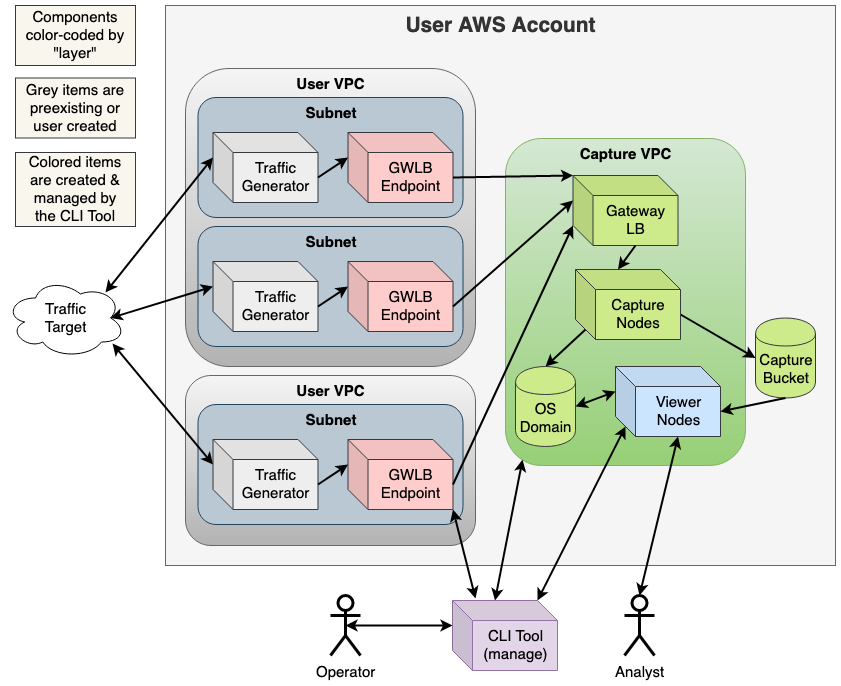 Components
color-coded by
"layer"
Grey items are
preexisting or
user created
Colored items
are created &
managed by
the CLI Tool
User AWS Account
User VPC
Subnet
Traffic
Generator
GWLB
Endpoint
Subnet
Traffic
Generator
GWLB
Endpoint
User VPC
Subnet
Traffic
Generator
GWLB
Endpoint
Traffic
Target
Capture VPC
Gateway
LB
Capture
Nodes
OS
Domain
Viewer
Nodes
Capture
Bucket
CLI Tool
(manage)
Operator
Analyst